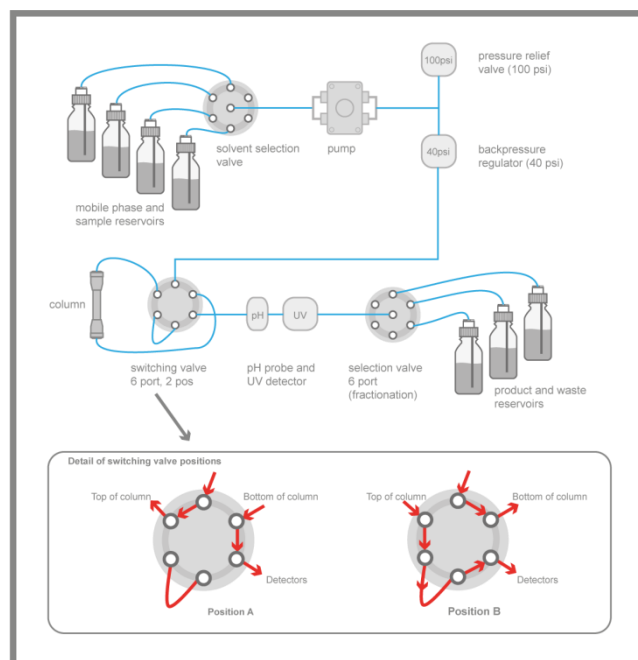 100psi
pressure relief
valve (100 psi)
solvent selection
valve
pump
40psi
backpressure
regulator (40 psi)
mobile phase and
sample reservoirs
column
pH
UV
switching valve
6 port, 2 pos
pH probe and
UV detector
selection valve
6 port
(fractionation)
product and waste
reservoirs
Detail of switching valve positions
Top of column
Bottom of column
Detectors
Position A
Top of column
Bottom of column
Detectors
Position B